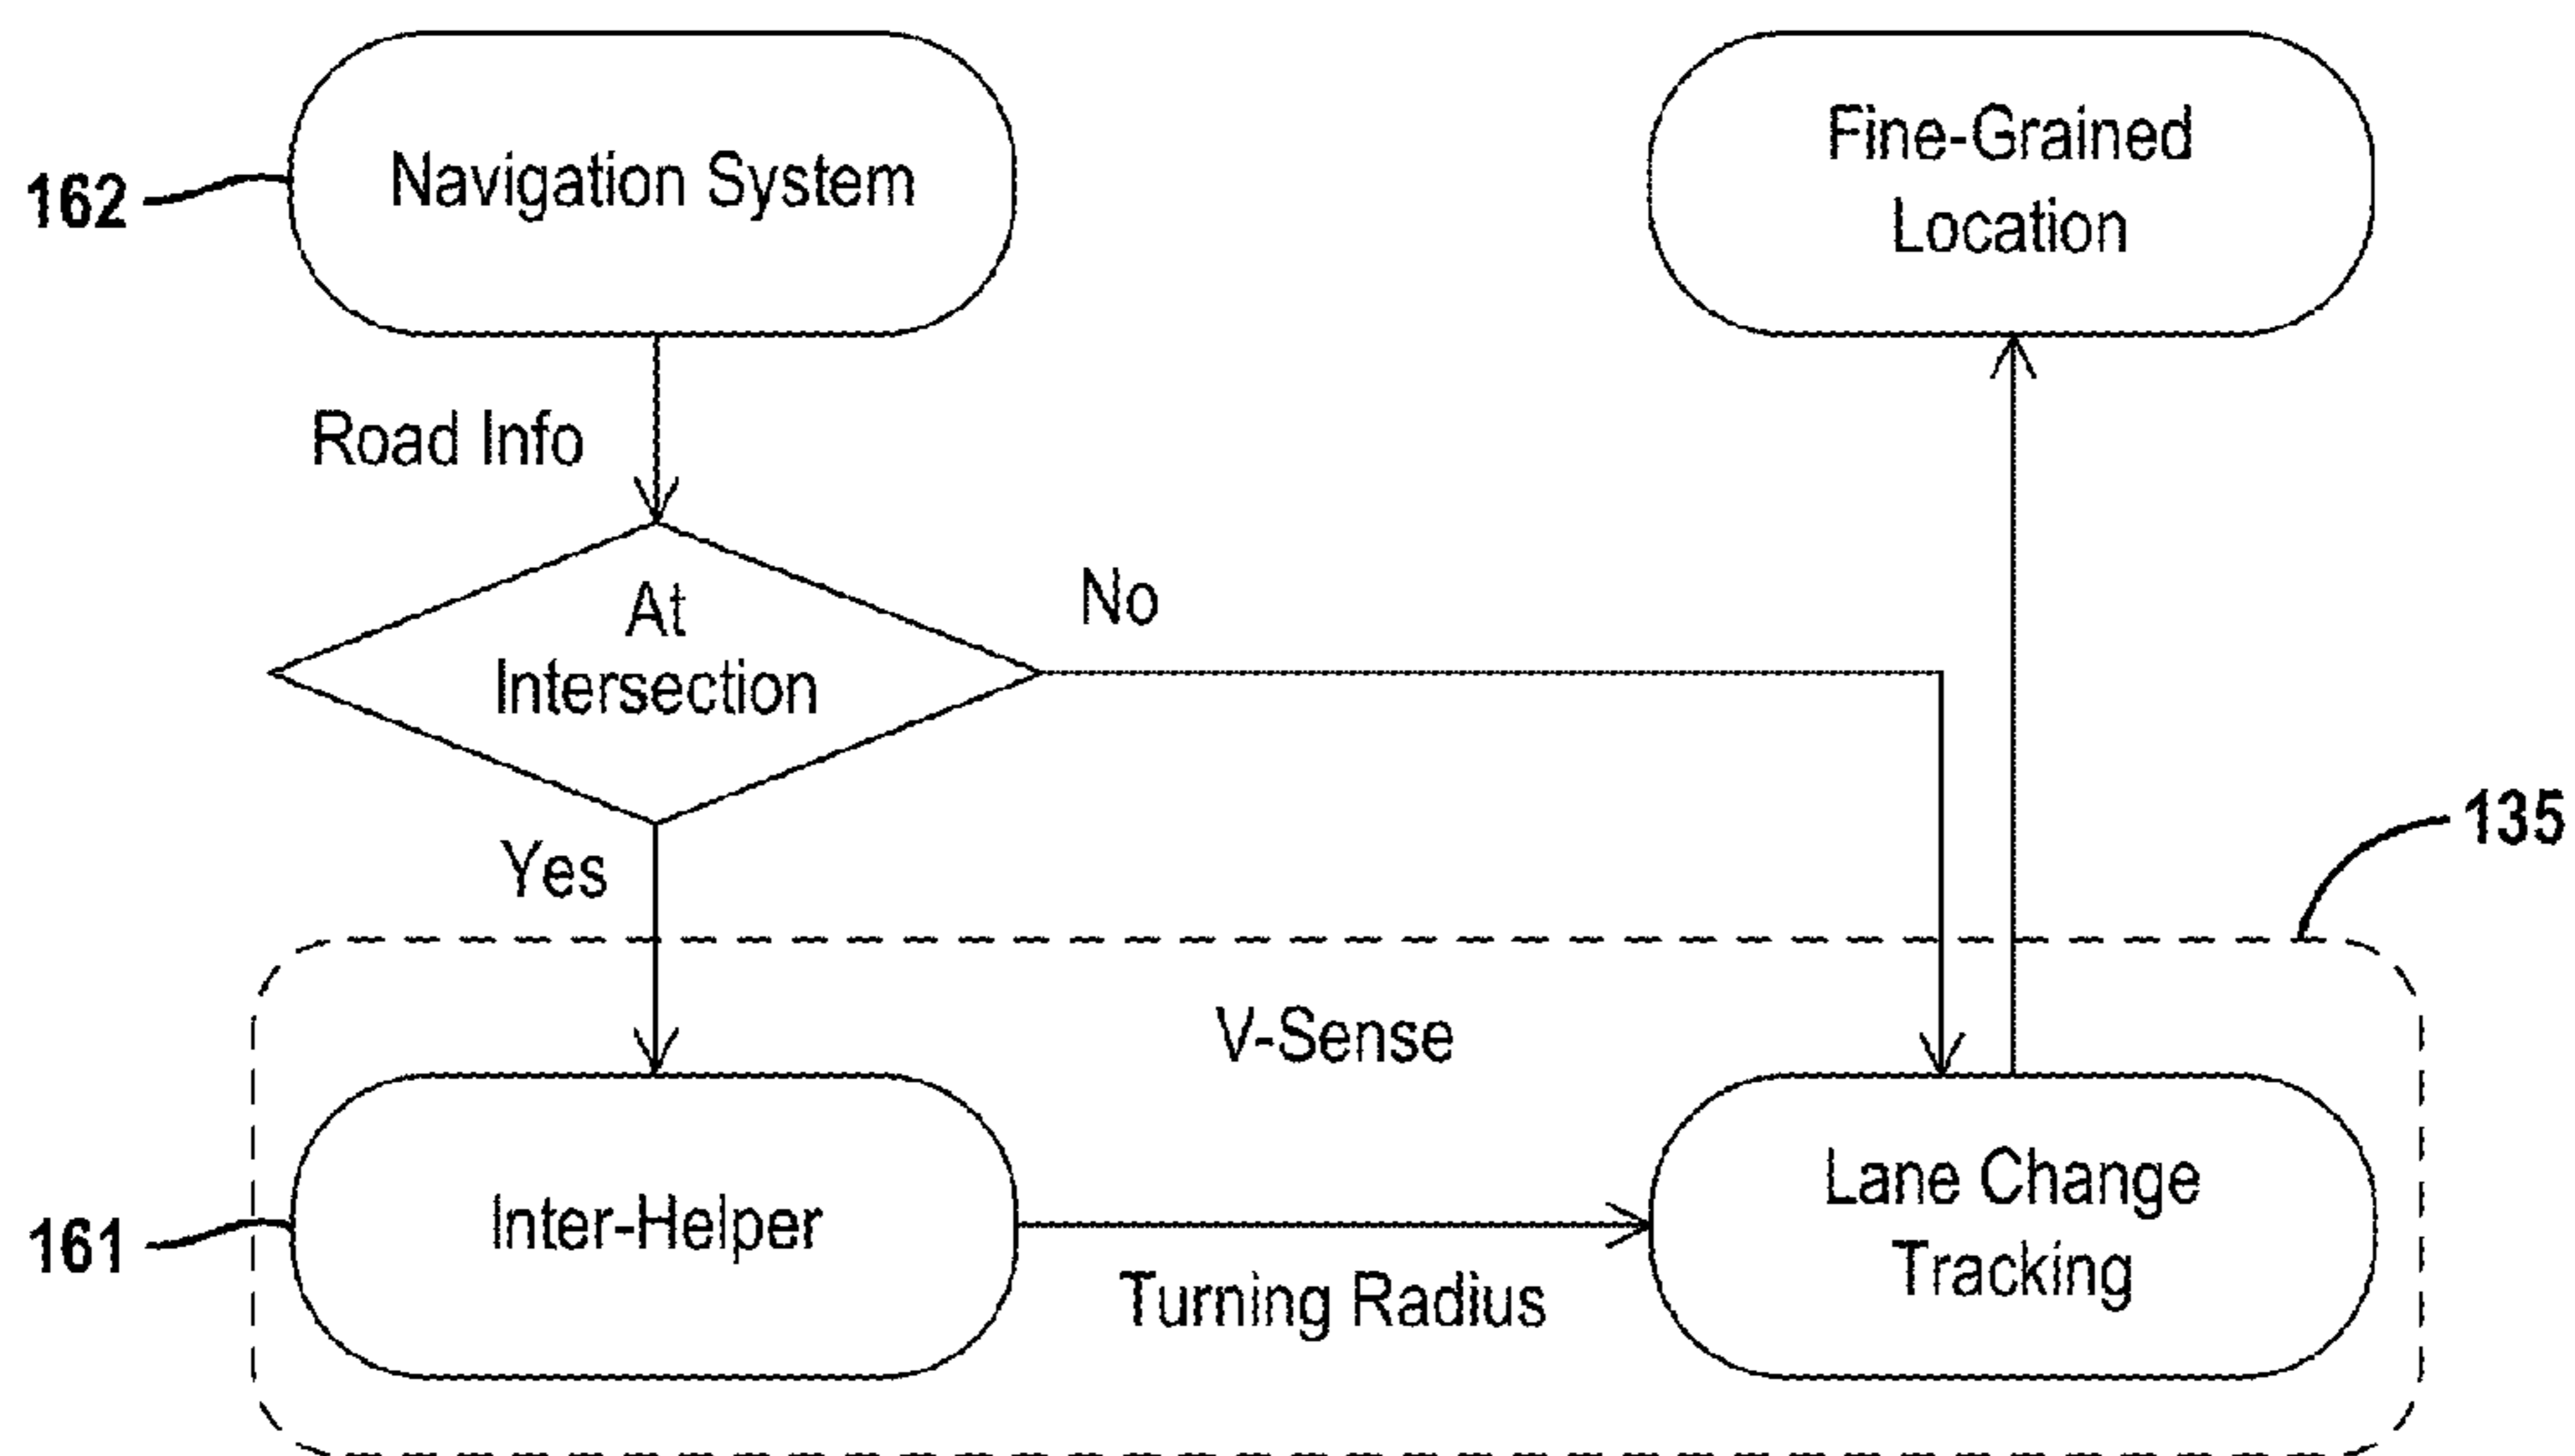 162
Navigation System
Fine-Grained
Location
Road Info
At
Intersection
No
Yes
135
V-Sense
161
Inter-Helper
Turning Radius
Lane Change
Tracking